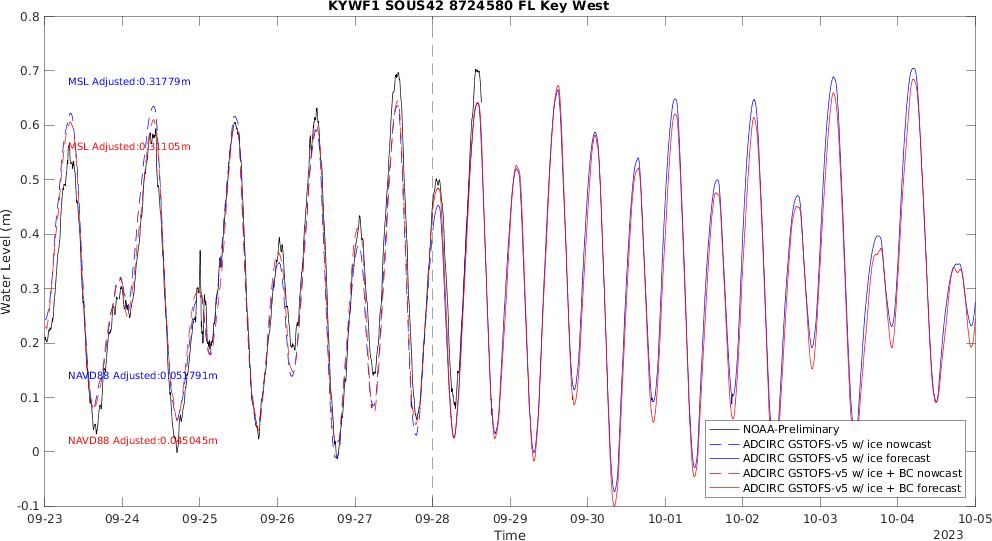 KYWF1 SOUS42 8724580 FL Key West
Water Level (m)
0.8
0.7
0.6
0.5
0.4
0.3
0.2
0.1
0
-0.1
MSL Adjusted:0.31779m
MSL Adjusted:0.31105m
NAVD88 Adjusted:0.051791m
NAVD88 Adjusted:0.045045m
NOAA-Preliminary
ADCIRC GSTOFS-v5 w/ ice nowcast
ADCIRC GSTOFS-v5 w/ ice forecast
ADCIRC GSTOFS-v5 w/ ice + BC nowcast
ADCIRC GSTOFS-v5 w/ ice + BC forecast
09-23 09-24 09-25 09-26 09-27 09-28 09-29 09-30 10-01 10-02 10-03 10-04 10-05
Time
2023